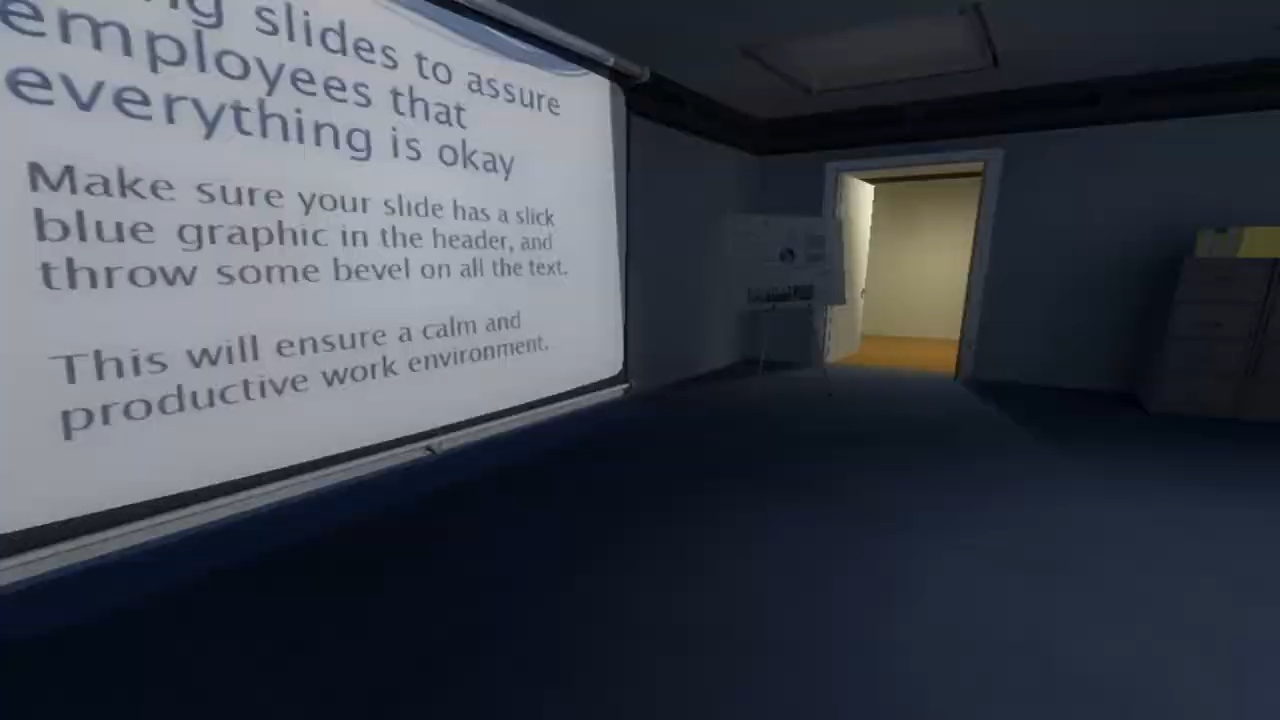 slides to assure
employees that
everything is okay
Make sure your slide has a slick
blue graphic in the header, and
throw some bevel on all the text.
This will ensure a calm and
productive work environment.